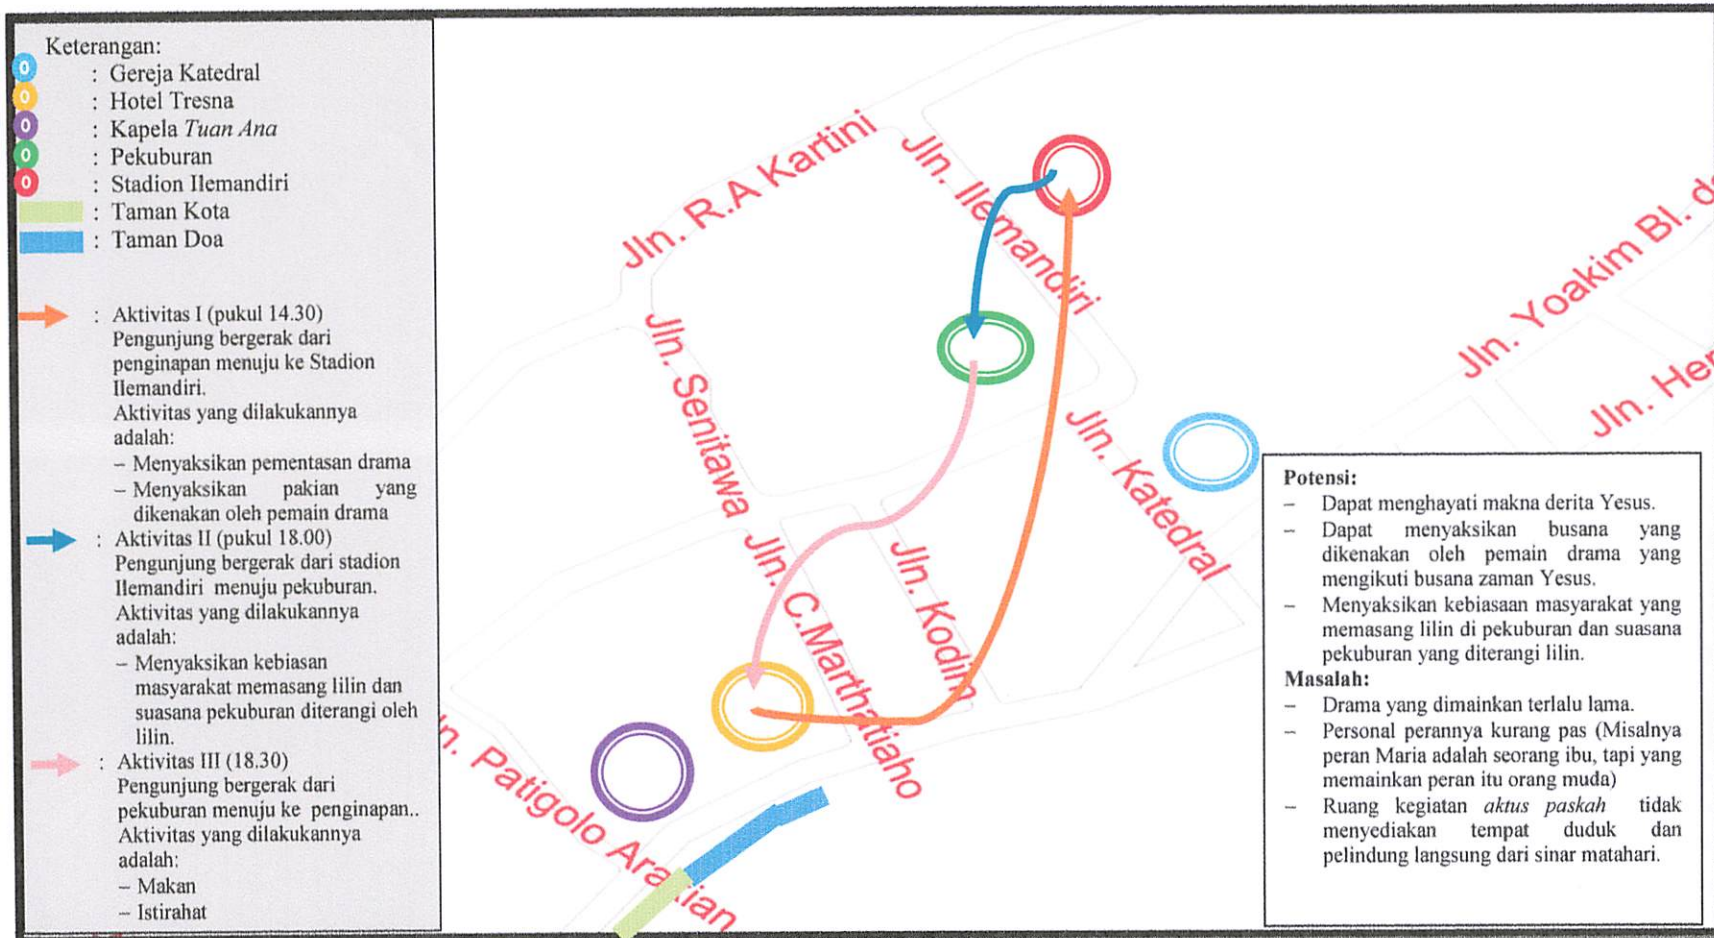 Keterangan:
0 : Gereja Katedral
0 : Hotel Tresna
0 : Kapela Tuan Ana
0 : Pekuburan
0 : Stadion Ilemandiri
: Taman Kota
: Taman Doa
: Aktivitas I (pukul 14.30)
Pengunjung bergerak dari
penginapan menuju ke Stadion
Ilemandiri.
Aktivitas yang dilakukannya
adalah:
– Menyaksikan pementasan drama
– Menyaksikan pakian yang
dikenakan oleh pemain drama
: Aktivitas II (pukul 18.00)
Pengunjung bergerak dari stadion
Ilemandiri menuju pekuburan.
Aktivitas yang dilakukannya
adalah:
– Menyaksikan kebiasan
masyarakat memasang lilin dan
suasana pekuburan diterangi oleh
lilin.
: Aktivitas III (18.30)
Pengunjung bergerak dari
pekuburan menuju ke penginapan..
Aktivitas yang dilakukannya
adalah:
– Makan
– Istirahat
Jln. R.A Kartini
Jln. Ilemandiri
Jln. Senitawa
Jln. Katedral
Jln. Kodim
Jln. C.Marthatiaho
Jln. Yoakim Bl.
Jln.
Patigolo
Potensi:
– Dapat menghayati makna derita Yesus.
– Dapat menyaksikan busana yang
dikenakan oleh pemain drama yang
mengikuti busana zaman Yesus.
– Menyaksikan kebiasaan masyarakat yang
memasang lilin di pekuburan dan suasana
pekuburan yang diterangi lilin.
Masalah:
– Drama yang dimainkan terlalu lama.
– Personal perannya kurang pas (Misalnya
peran Maria adalah seorang ibu, tapi yang
memainkan peran itu orang muda)
– Ruang kegiatan aktus paskah tidak
menyediakan tempat duduk dan
pelindung langsung dari sinar matahari.